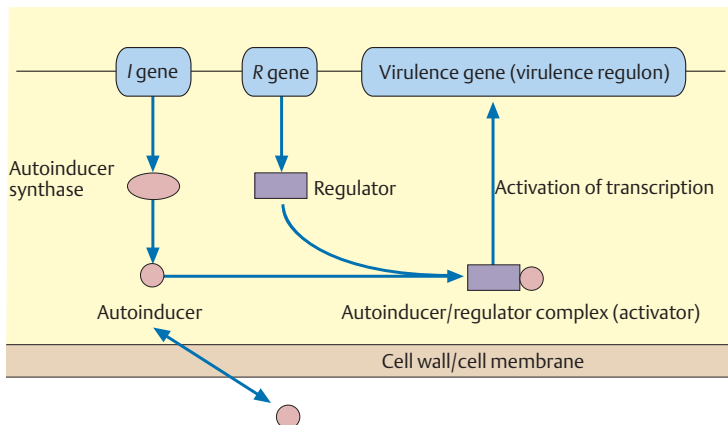 I gene
R gene
Virulence gene (virulence regulon)
Autoinducer
synthase
Regulator
Activation of transcription
Autoinducer
Autoinducer/regulator complex (activator)
Cell wall/cell membrane